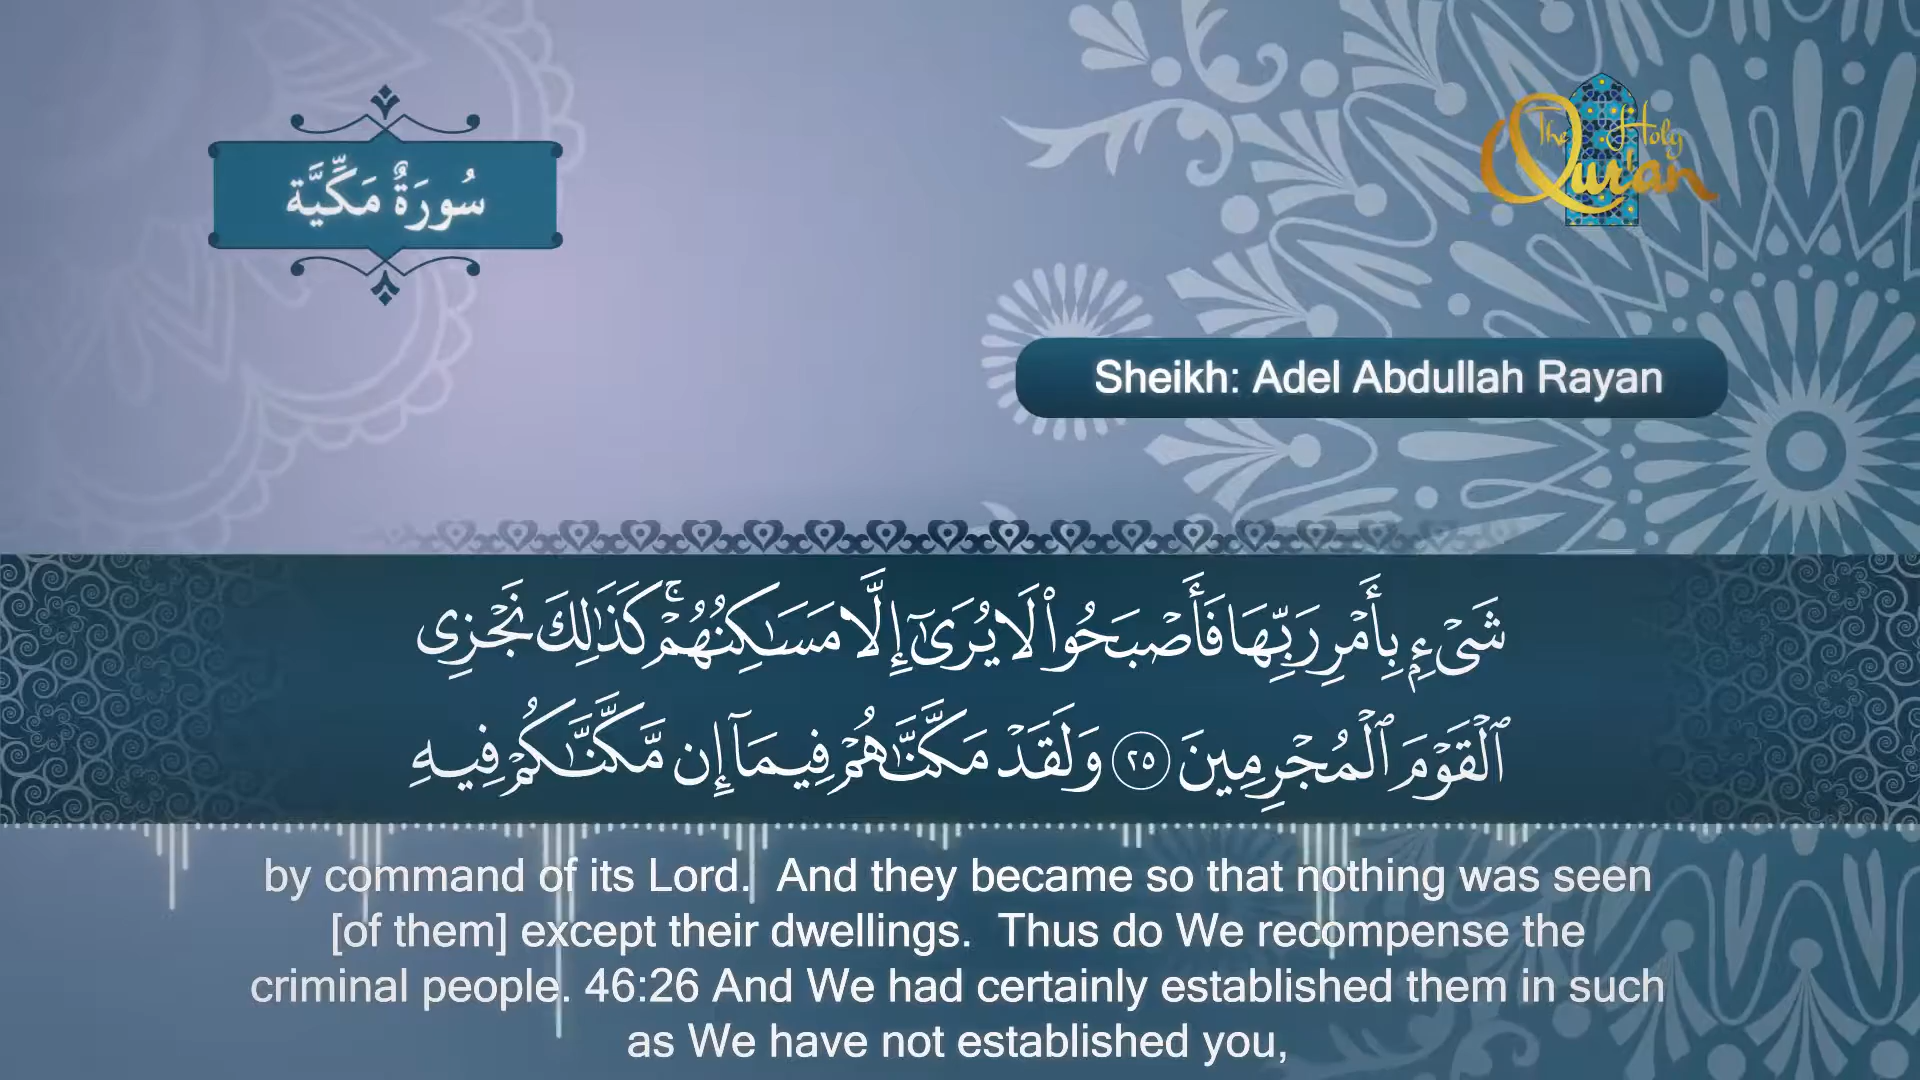 سُورَةٌ مَكِّيَّة
The Holy Qur'an
Sheikh: Adel Abdullah Rayan
شَىْءٍۭ بِأَمْرِ رَبِّهَا فَأَصْبَحُوا۟ لَا يُرَىٰٓ إِلَّا مَسَـٰكِنُهُمْ ۚ كَذَٰلِكَ نَجْزِى
ٱلْقَوْمَ ٱلْمُجْرِمِينَ ٢٥ وَلَقَدْ مَكَّنَّـٰهُمْ فِيمَآ إِن مَّكَّنَّـٰكُمْ فِيهِ
by command of its Lord. And they became so that nothing was seen
[of them] except their dwellings. Thus do We recompense the
criminal people. 46:26 And We had certainly established them in such
as We have not established you,